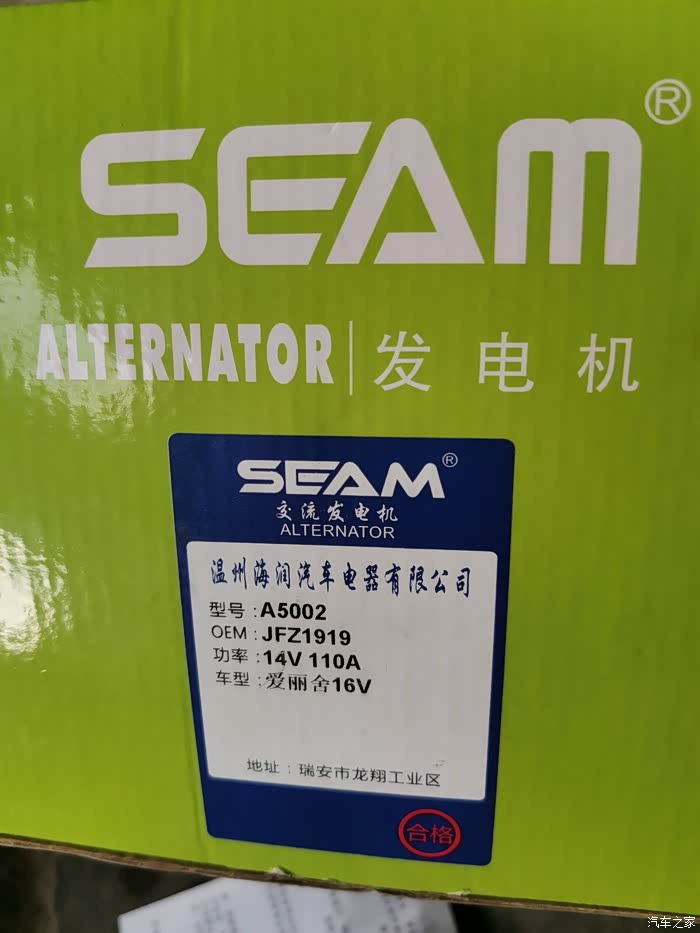 SEAM®
ALTERNATOR 发电机
SEAM®
交流发电机
ALTERNATOR
温州海润汽车电器有限公司
型号：A5002
OEM：JFZ1919
功率：14V 110A
车型：爱丽舍16V
地址：瑞安市龙翔工业区
合格
汽车之家